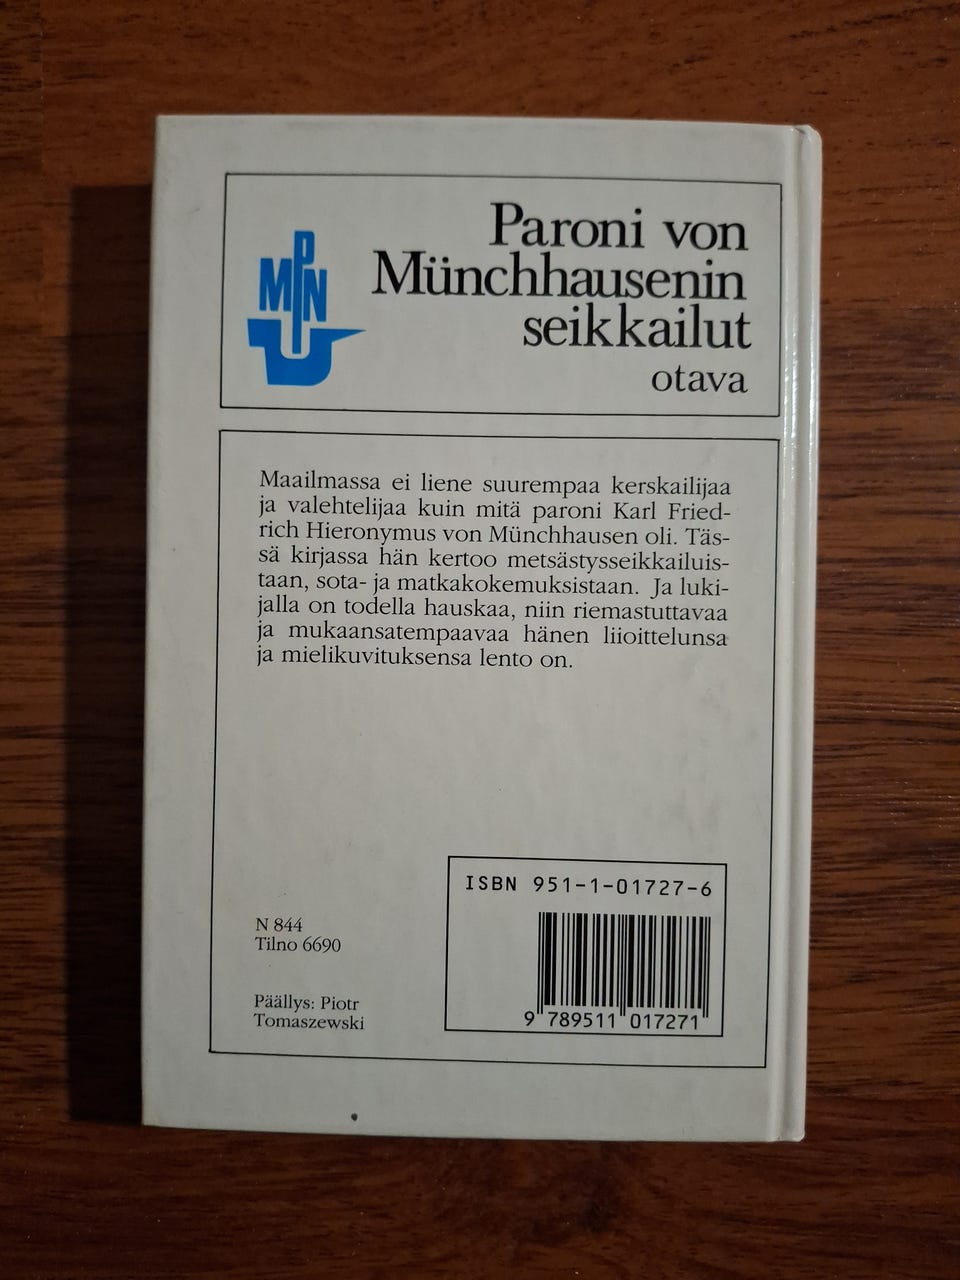 Paroni von
Münchhausenin
seikkailut
otava
MPN
Maailmassa ei liene suurempaa kerskailijaa
ja valehtelijaa kuin mitä paroni Karl Fried-
rich Hieronymus von Münchhausen oli. Täs-
sä kirjassa hän kertoo metsästysseikkailuis-
taan, sota- ja matkakokemuksistaan. Ja luki-
jalla on todella hauskaa, niin riemastuttavaa
ja mukaansatempaavaa hänen liioittelunsa
ja mielikuvituksensa lento on.
N 844
Tilno 6690
Päällys: Piotr
Tomaszewski
ISBN 951-1-01727-6
9 789511 017271